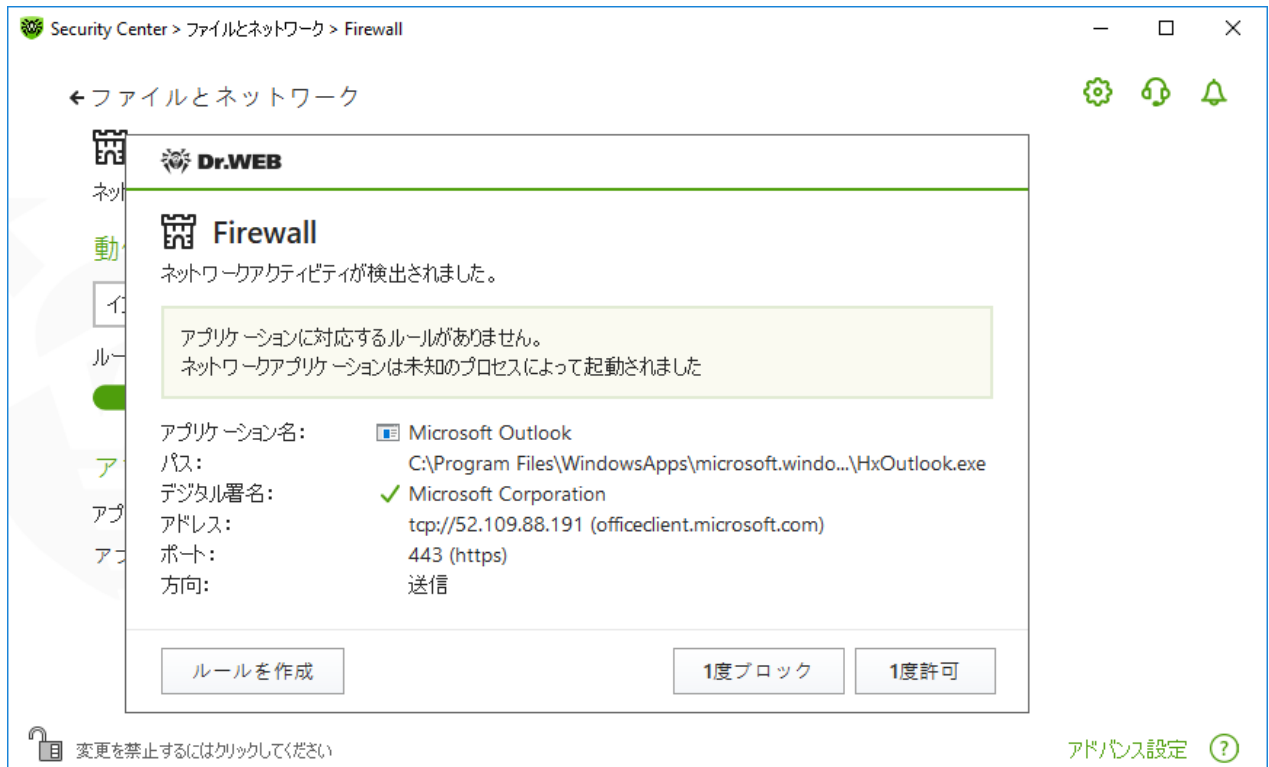 Security Center > ファイルとネットワーク > Firewall
ファイルとネットワーク
Dr.WEB
ネット
Firewall
動
ネットワークアクティビティが検出されました。
アプリケーションに対応するルールがありません。
ルー
ネットワークアプリケーションは未知のプロセスによって起動されました
アプリケーション名: Microsoft Outlook
ア
パス: C:\Program Files\WindowsApps\microsoft.windo...\HxOutlook.exe
デジタル署名: Microsoft Corporation
アプ
アドレス: tcp://52.109.88.191 (officeclient.microsoft.com)
ポート: 443 (https)
方向: 送信
ルールを作成 1度ブロック 1度許可
変更を禁止するにはクリックしてください アドバンス設定 ?